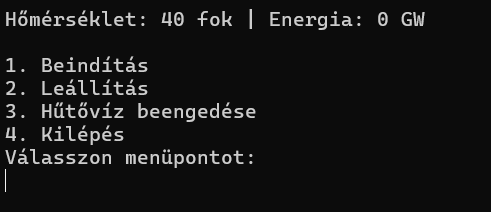 Hőmérséklet: 40 fok | Energia: 0 GW
1. Beindítás
2. Leállítás
3. Hűtővíz beengedése
4. Kilépés
Válasszon menüpontot: